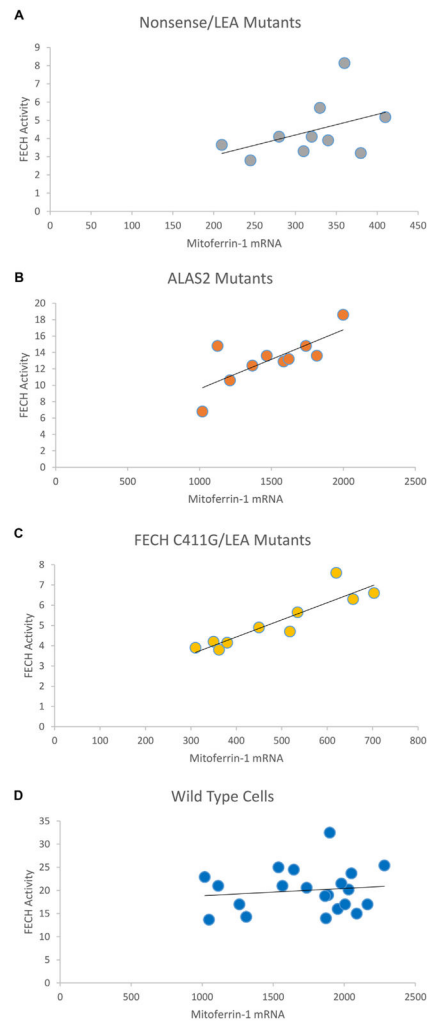 A
Nonsense/LEA Mutants
FECH Activity
9
8
7
6
5
4
3
2
1
0
0 50 100 150 200 250 300 350 400 450
Mitoferrin-1 mRNA
B
ALAS2 Mutants
FECH Activity
20
18
16
14
12
10
8
6
4
2
0
0 500 1000 1500 2000 2500
Mitoferrin-1 mRNA
C
FECH C411G/LEA Mutants
FECH Activity
8
7
6
5
4
3
2
1
0
0 100 200 300 400 500 600 700 800
Mitoferrin-1 mRNA
D
Wild Type Cells
FECH Activity
35
30
25
20
15
10
5
0
0 500 1000 1500 2000 2500
Mitoferrin-1 mRNA